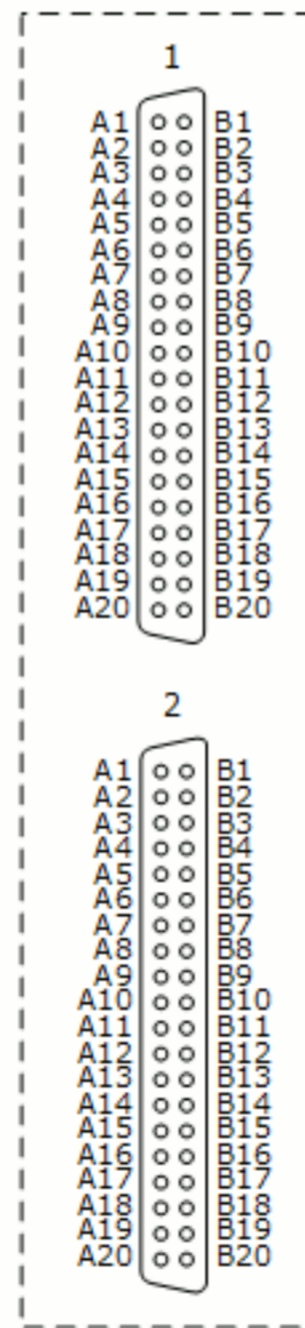 1
A1 B1
A2 B2
A3 B3
A4 B4
A5 B5
A6 B6
A7 B7
A8 B8
A9 B9
A10 B10
A11 B11
A12 B12
A13 B13
A14 B14
A15 B15
A16 B16
A17 B17
A18 B18
A19 B19
A20 B20
2
A1 B1
A2 B2
A3 B3
A4 B4
A5 B5
A6 B6
A7 B7
A8 B8
A9 B9
A10 B10
A11 B11
A12 B12
A13 B13
A14 B14
A15 B15
A16 B16
A17 B17
A18 B18
A19 B19
A20 B20